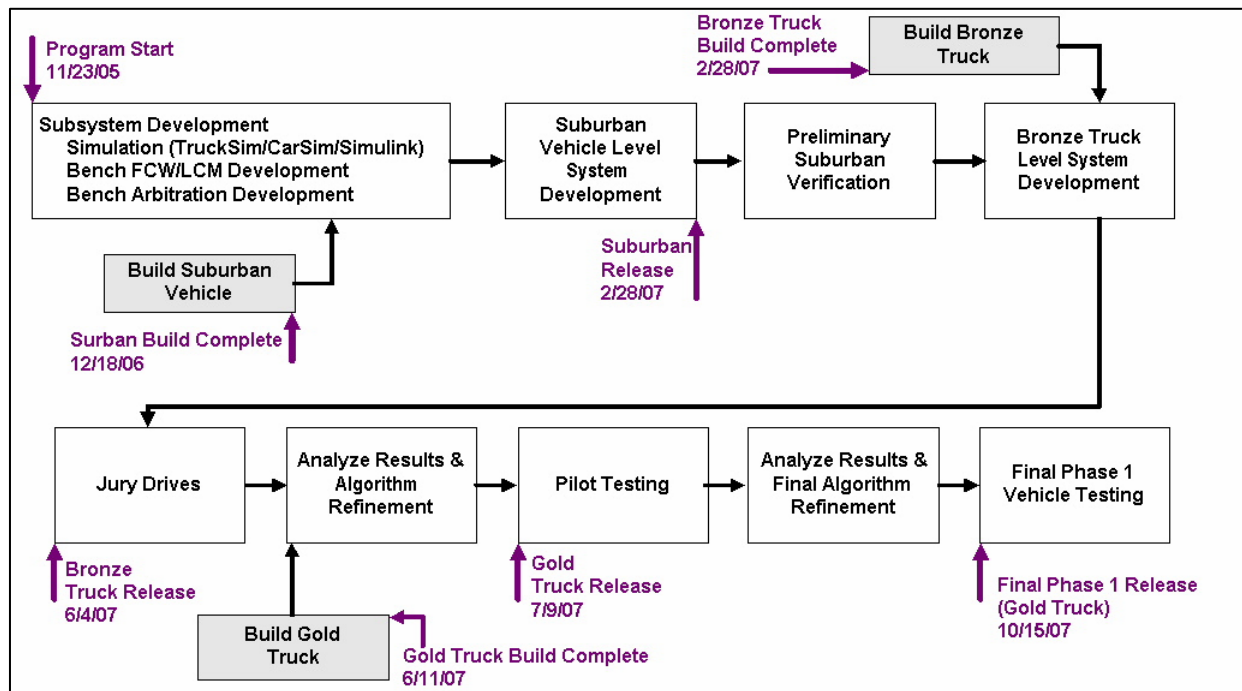 Program Start
11/23/05
Bronze Truck
Build Complete
2/28/07
Build Bronze
Truck
Subsystem Development
Simulation (TruckSim/CarSim/Simulink)
Bench FCW/LCM Development
Bench Arbitration Development
Suburban
Vehicle Level
System
Development
Preliminary
Suburban
Verification
Bronze Truck
Level System
Development
Build Suburban
Vehicle
Suburban
Release
2/28/07
Surban Build Complete
12/18/06
Jury Drives
Analyze Results &
Algorithm
Refinement
Pilot Testing
Analyze Results &
Final Algorithm
Refinement
Final Phase 1
Vehicle Testing
Bronze
Truck Release
6/4/07
Gold
Truck Release
7/9/07
Final Phase 1 Release
(Gold Truck)
10/15/07
Build Gold
Truck
Gold Truck Build Complete
6/11/07